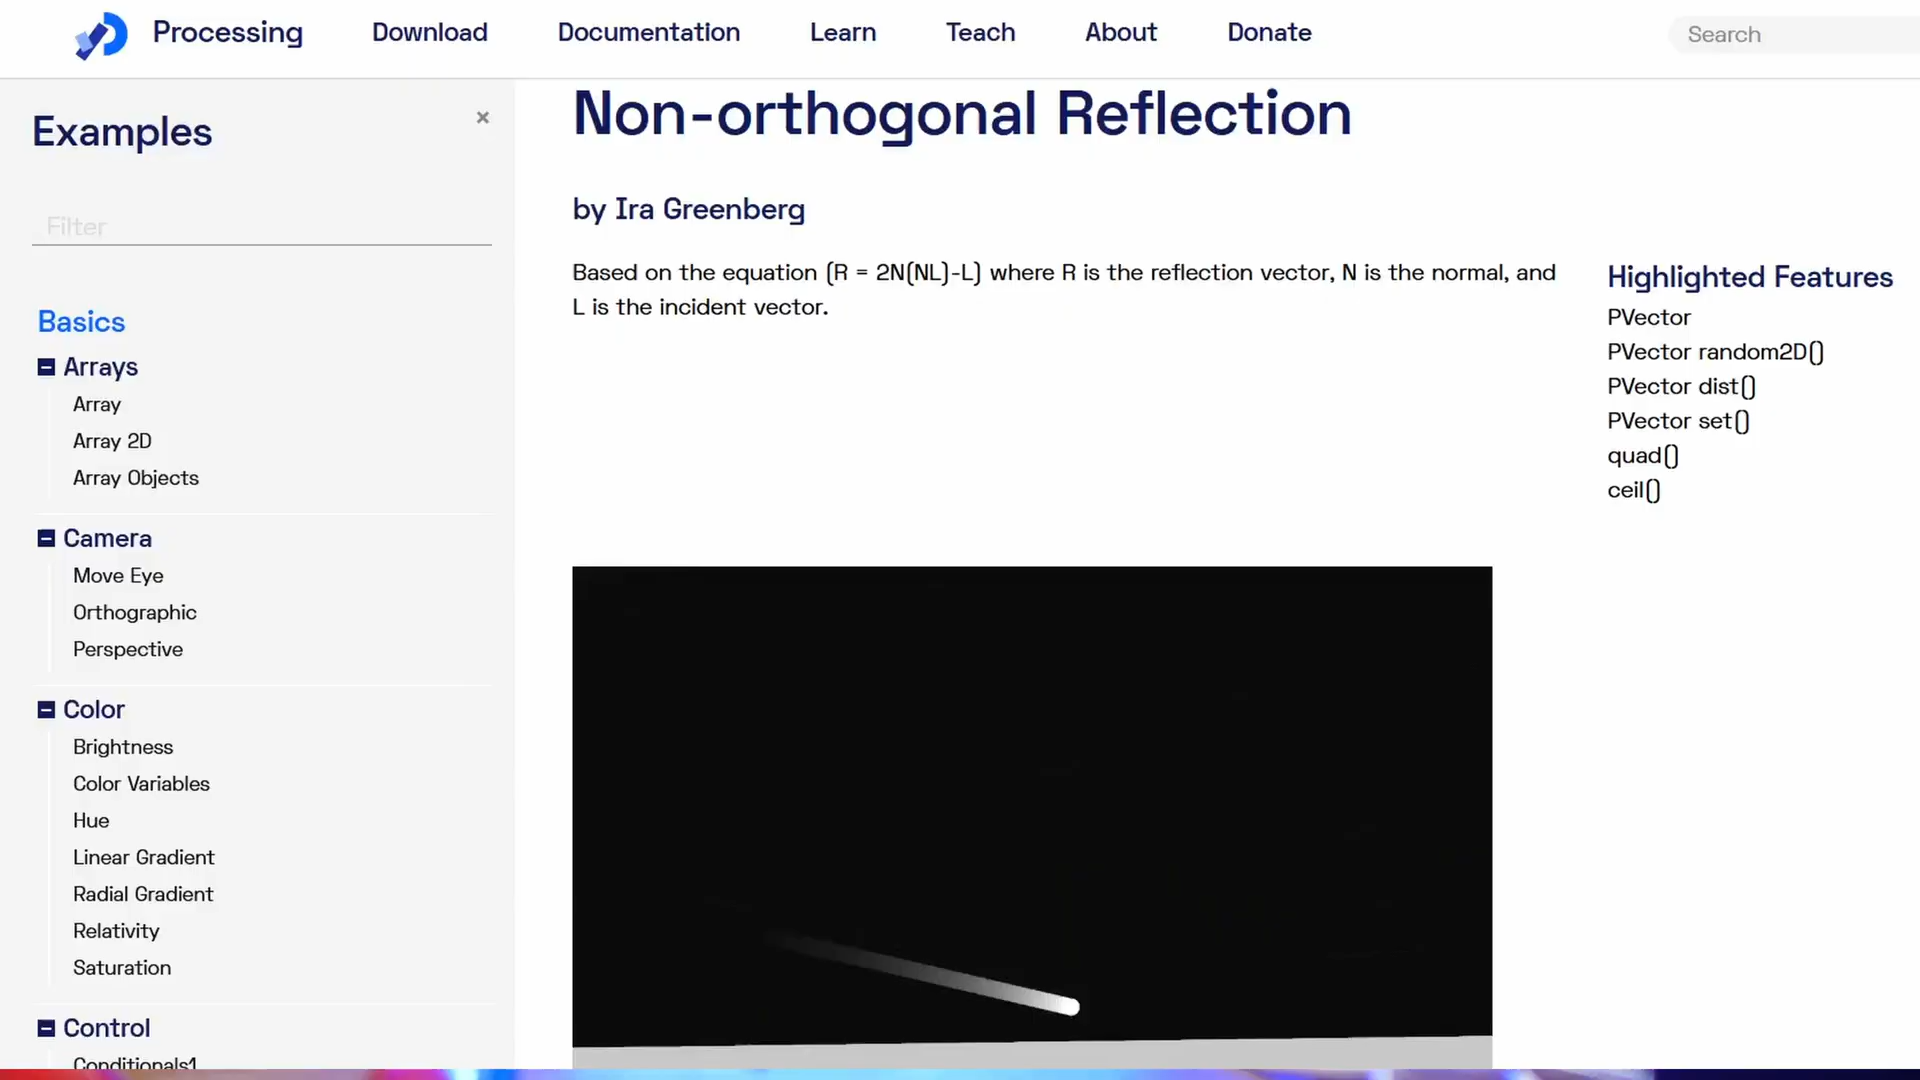 Processing
Download
Documentation
Learn
Teach
About
Donate
Search
Examples
×
Filter
Basics
Arrays
Array
Array 2D
Array Objects
Camera
Move Eye
Orthographic
Perspective
Color
Brightness
Color Variables
Hue
Linear Gradient
Radial Gradient
Relativity
Saturation
Control
Conditionals1
Non-orthogonal Reflection
by Ira Greenberg
Based on the equation (R = 2N(NL)-L) where R is the reflection vector, N is the normal, and
L is the incident vector.
Highlighted Features
PVector
PVector random2D()
PVector dist()
PVector set()
quad()
ceil()